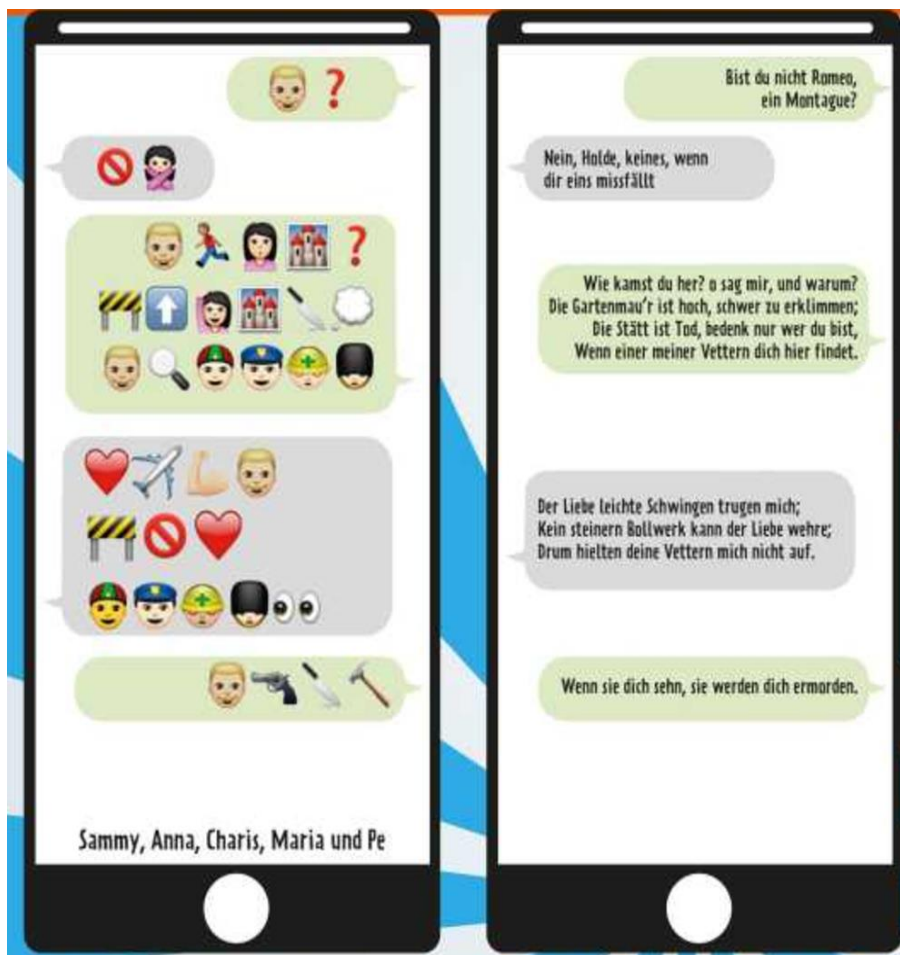 Sammy, Anna, Charis, Maria und Pe
Bist du nicht Romeo,
ein Montague?
Nein, Holde, keines, wenn
dir eins missfällt
Wie kamst du her? o sag mir, und warum?
Die Gartenmau'r ist hoch, schwer zu erklimmen;
Die Stätt ist Tod, bedenk nur wer du bist,
Wenn einer meiner Vettern dich hier findet.
Der Liebe leichte Schwingen trugen mich;
Kein steinern Bollwerk kann der Liebe wehre;
Drum hielten deine Vettern mich nicht auf.
Wenn sie dich sehn, sie werden dich ermorden.